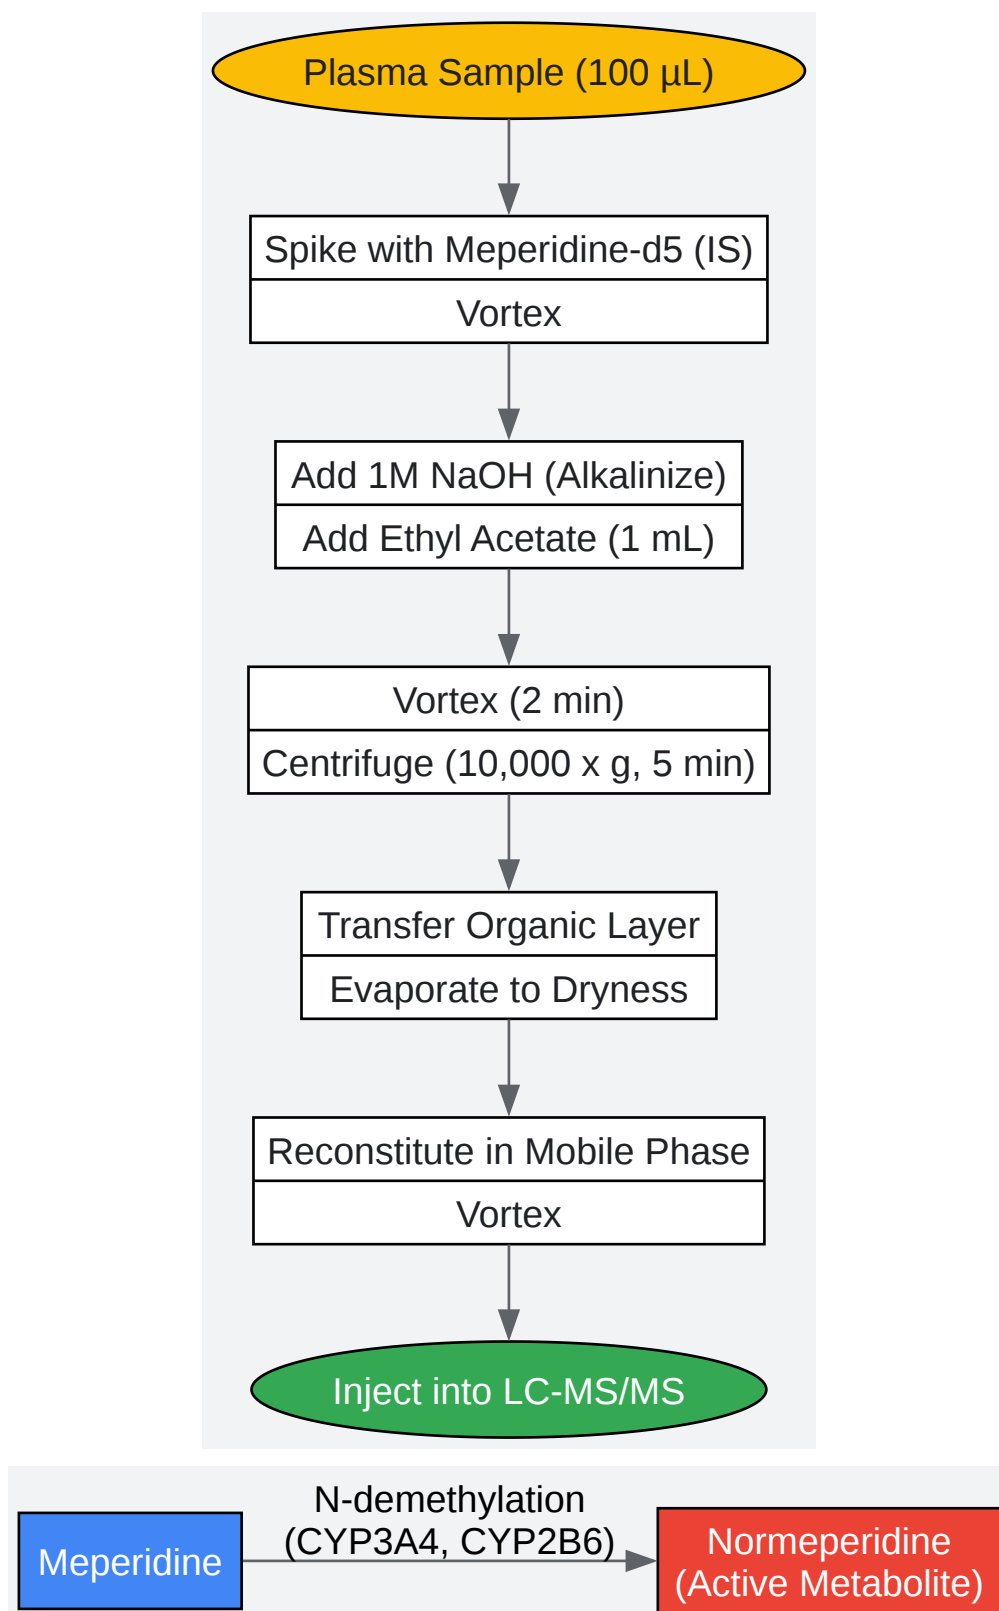 Plasma Sample (100 µL)
Spike with Meperidine-d5 (IS)
Vortex
Add 1M NaOH (Alkalinize)
Add Ethyl Acetate (1 mL)
Vortex (2 min)
Centrifuge (10,000 x g, 5 min)
Transfer Organic Layer
Evaporate to Dryness
Reconstitute in Mobile Phase
Vortex
Inject into LC-MS/MS
N-demethylation
(CYP3A4, CYP2B6)
Meperidine
Normeperidine
(Active Metabolite)